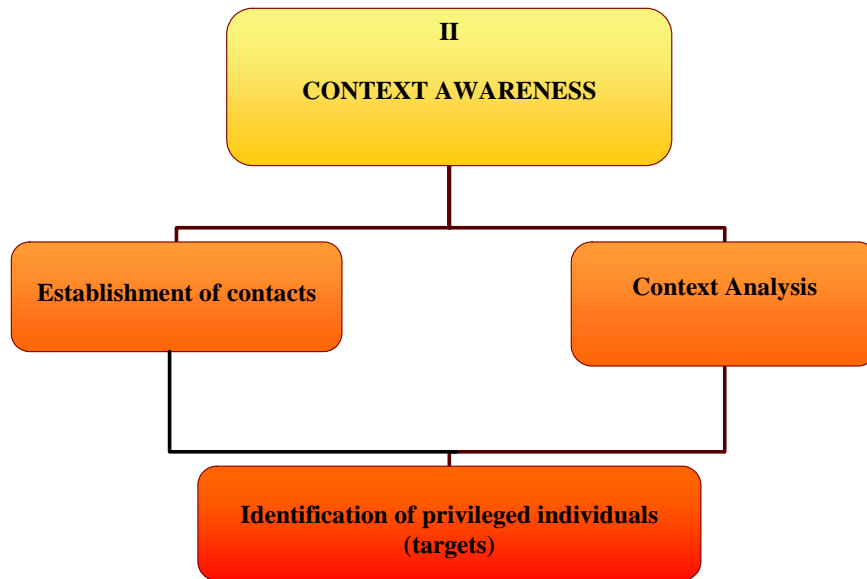 II
CONTEXT AWARENESS
Establishment of contacts
Context Analysis
Identification of privileged individuals
(targets)